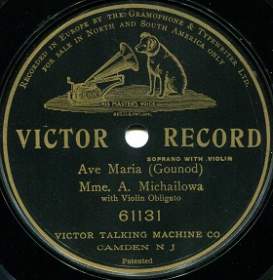 RECORDED IN EUROPE BY THE GRAMOPHONE & TYPEWRITER LTD.
FOR SALE IN NORTH AND SOUTH AMERICA ONLY
HIS MASTER'S VOICE
VICTOR RECORD
SOPRANO WITH VIOLIN
Ave Maria (Gounod)
Mme. A. Michailowa
with Violin Obligato
61131
VICTOR TALKING MACHINE CO
CAMDEN N J
Patented